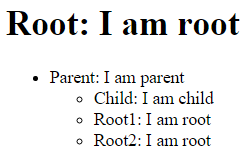 Root: I am root
Parent: I am parent
Child: I am child
Root1: I am root
Root2: I am root